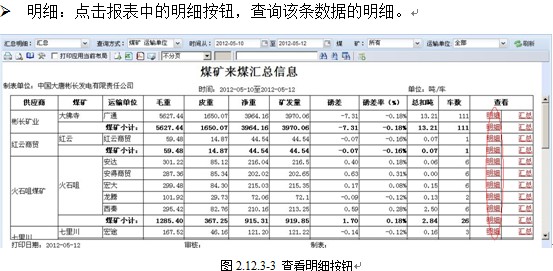 ➢ 明细：点击报表中的明细按钮，查询该条数据的明细。
汇总明细： 汇总 查询方式： 煤矿 运输单位 时间从： 2012-05-10 至 2012-05-12 煤 矿： 所有 运输单位 全部 刷新
打印应用当前布局 不分页
煤矿来煤汇总信息
时间：2012-05-10至2012-05-12
制表单位：中国大唐彬长发电有限责任公司 单位：吨/车
供应商 煤矿 运输单位 毛重 皮重 净重 矿发量 磅差 磅差率（%） 总扣吨 车数 查看
彬长矿业 大佛寺 广通 5627.44 1650.07 3964.16 3970.06 -7.31 -0.18% 13.21 111 明细 汇总
煤矿小计： 5627.44 1650.07 3964.16 3970.06 -7.31 -0.18% 13.21 111 明细 汇总
红云商贸 红云 红云商贸 59.48 14.87 44.54 44.54 -0.07 -0.16% 0.07 1 明细 汇总
煤矿小计： 59.48 14.87 44.54 44.54 -0.07 -0.16% 0.07 1 明细 汇总
火石咀煤矿 火石咀 安达 301.22 85.12 216.04 216.5 0.40 0.18% 0.06 6 明细 汇总
安得商贸 287.36 85.34 202.02 202.65 0.63 0.31% 0.00 6 明细 汇总
宏大 299.48 84.30 215.03 215.35 0.17 0.08% 0.15 6 明细 汇总
龙腾 101.92 29.73 72.06 72.1 -0.09 -0.12% 0.13 2 明细 汇总
西秦 295.42 82.76 210.16 213.25 0.59 0.28% 2.50 6 明细 汇总
煤矿小计： 1285.40 367.25 915.31 919.85 1.70 0.18% 2.84 26 明细 汇总
七里川 七里川 宏途 167.52 46.16 121.20 121.22 -0.14 -0.12% 0.16 3 明细 汇总
打印日期：2012-05-12 审核： 制表：
图 2.12.3-3 查看明细按钮